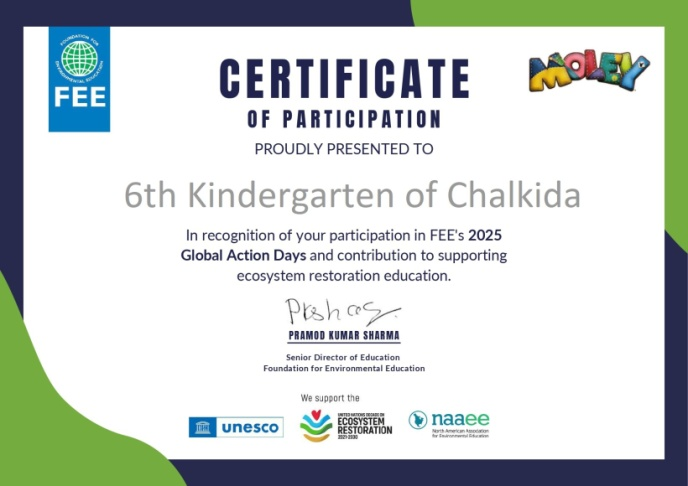 FOUNDATION FOR ENVIRONMENTAL EDUCATION
FEE
MOLEY
CERTIFICATE
OF PARTICIPATION
PROUDLY PRESENTED TO
6th Kindergarten of Chalkida
In recognition of your participation in FEE's 2025
Global Action Days and contribution to supporting
ecosystem restoration education.
PRAMOD KUMAR SHARMA
Senior Director of Education
Foundation for Environmental Education
We support the
unesco
UNITED NATIONS DECADE ON
ECOSYSTEM
RESTORATION
2021-2030
naaee
North American Association
for Environmental Education